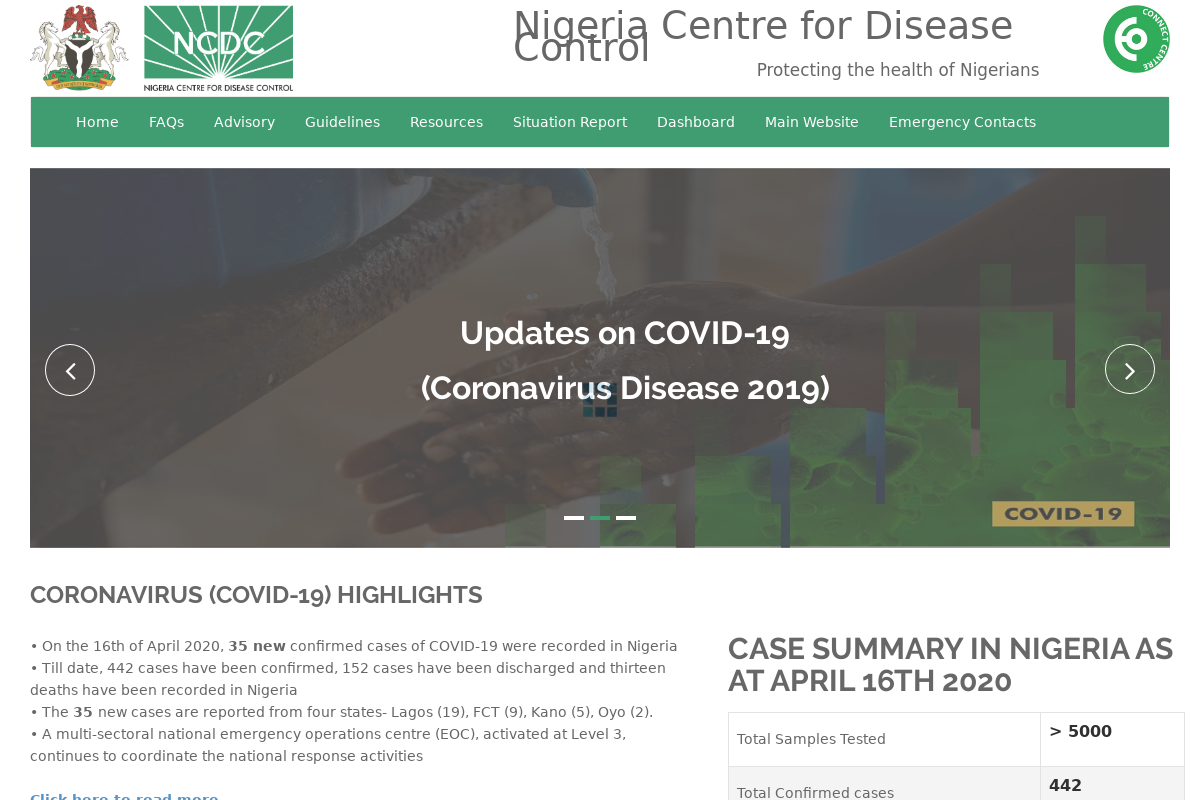 NCDC
NIGERIA CENTRE FOR DISEASE CONTROL
Nigeria Centre for Disease
Control
Protecting the health of Nigerians
CONNECT CENTRE
Home FAQs Advisory Guidelines Resources Situation Report Dashboard Main Website Emergency Contacts
Updates on COVID-19
(Coronavirus Disease 2019)
COVID-19
CORONAVIRUS (COVID-19) HIGHLIGHTS
• On the 16th of April 2020, 35 new confirmed cases of COVID-19 were recorded in Nigeria
• Till date, 442 cases have been confirmed, 152 cases have been discharged and thirteen
deaths have been recorded in Nigeria
• The 35 new cases are reported from four states- Lagos (19), FCT (9), Kano (5), Oyo (2).
• A multi-sectoral national emergency operations centre (EOC), activated at Level 3,
continues to coordinate the national response activities
Click here to read more
CASE SUMMARY IN NIGERIA AS
AT APRIL 16TH 2020
Total Samples Tested > 5000
Total Confirmed cases 442